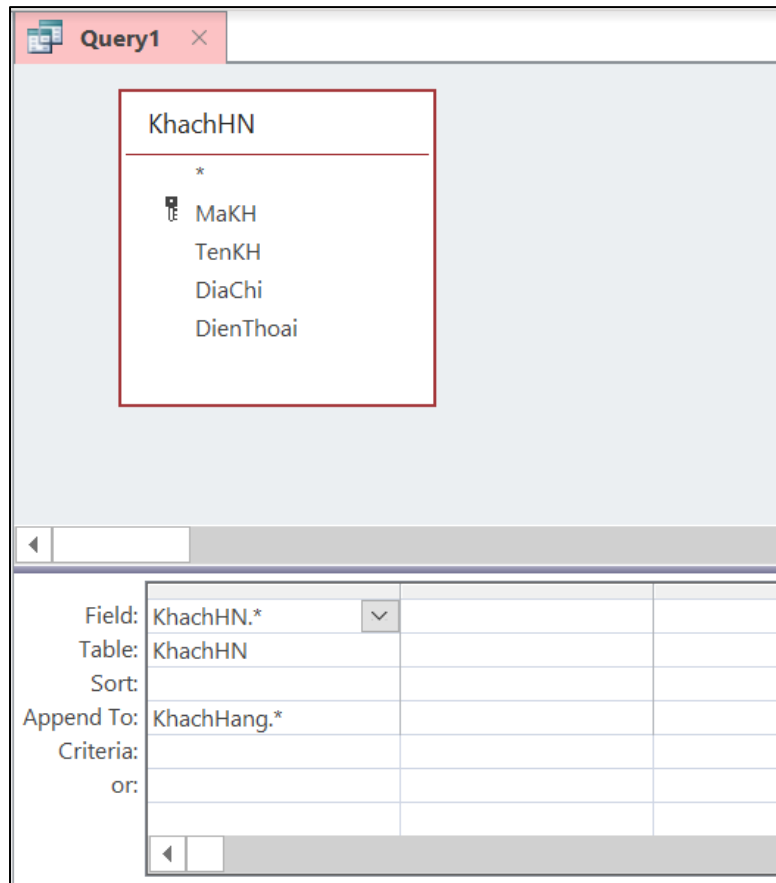 Query1
KhachHN
*
MaKH
TenKH
DiaChi
DienThoai
Field: KhachHN.*
Table: KhachHN
Sort:
Append To: KhachHang.*
Criteria:
or: